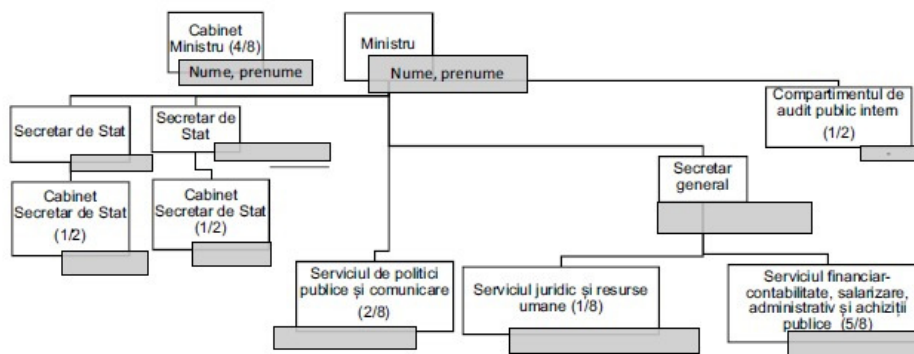 Cabinet
Ministru (4/8)
Nume, prenume
Ministru
Nume, prenume
Compartimentul de
audit public intern
(1/2)
Secretar de Stat
Secretar de
Stat
Secretar
general
Cabinet
Secretar de Stat
(1/2)
Cabinet
Secretar de Stat
(1/2)
Serviciul de politici
publice și comunicare
(2/8)
Serviciul juridic și resurse
umane (1/8)
Serviciul financiar-
contabilitate, salarizare,
administrativ și achiziții
publice (5/8)